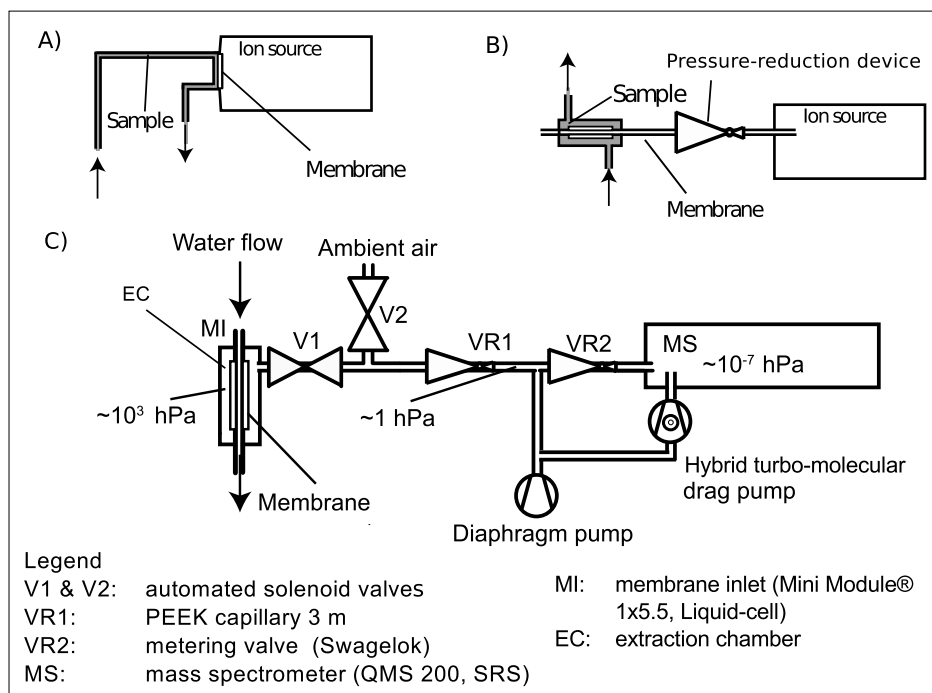 A)
Ion source
Sample
Membrane
B)
Pressure-reduction device
Sample
Ion source
Membrane
C)
Water flow
Ambient air
EC
MI
V1
V2
VR1
VR2
MS
~10⁻⁷ hPa
~10³ hPa
~1 hPa
Membrane
Hybrid turbo-molecular
drag pump
Diaphragm pump
Legend
V1 & V2: automated solenoid valves
VR1: PEEK capillary 3 m
VR2: metering valve (Swagelok)
MS: mass spectrometer (QMS 200, SRS)
MI: membrane inlet (Mini Module®
1x5.5, Liquid-cell)
EC: extraction chamber